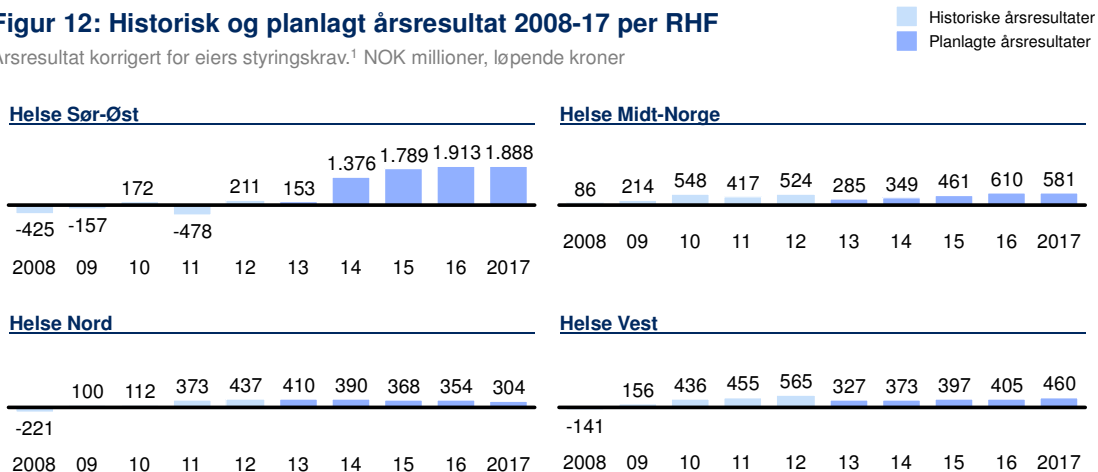 Figur 12: Historisk og planlagt årsresultat 2008-17 per RHF
Årsresultat korrigert for eiers styringskrav.¹ NOK millioner, løpende kroner
Historiske årsresultater
Planlagte årsresultater
Helse Sør-Øst
-425 -157 172 -478 211 153 1.376 1.789 1.913 1.888
2008 09 10 11 12 13 14 15 16 2017
Helse Midt-Norge
86 214 548 417 524 285 349 461 610 581
2008 09 10 11 12 13 14 15 16 2017
Helse Nord
-221 100 112 373 437 410 390 368 354 304
2008 09 10 11 12 13 14 15 16 2017
Helse Vest
-141 156 436 455 565 327 373 397 405 460
2008 09 10 11 12 13 14 15 16 2017